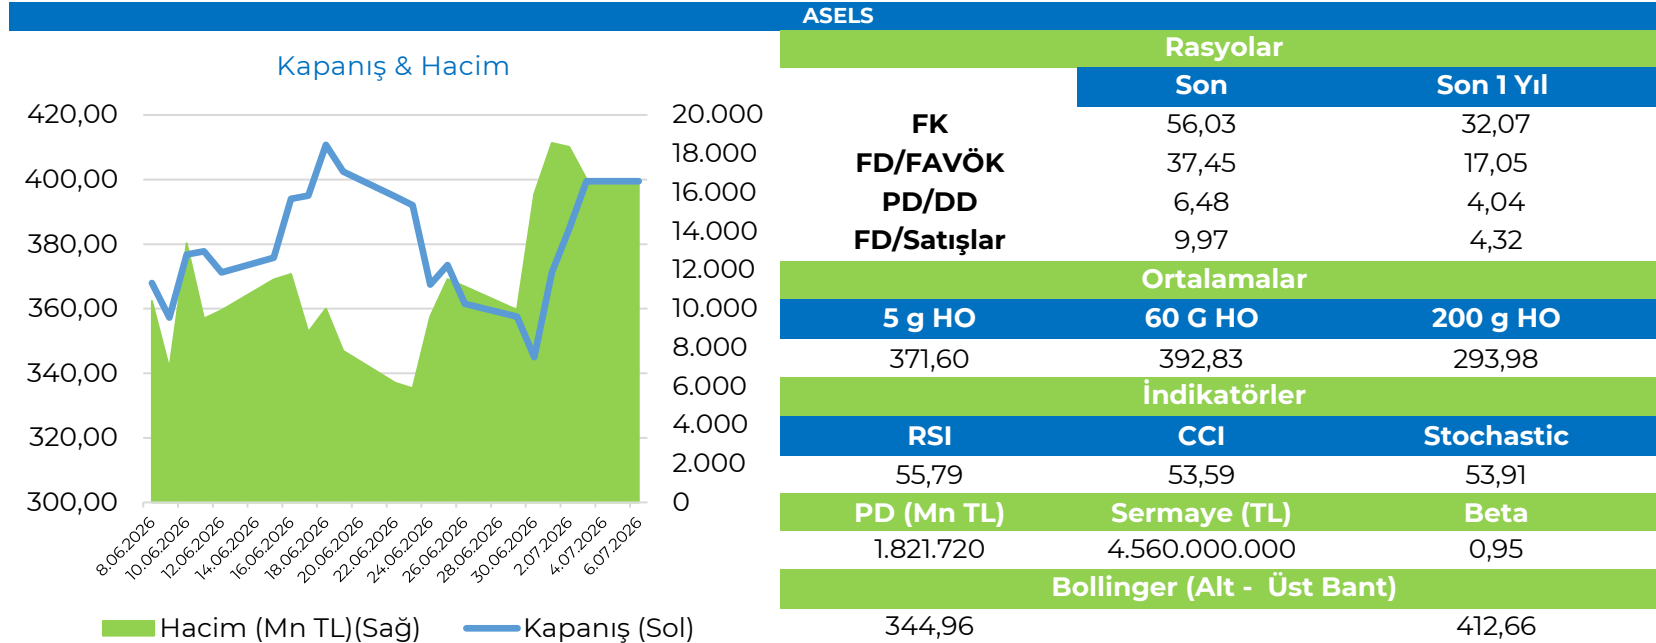 ASELS
Kapanış & Hacim
420,00
400,00
380,00
360,00
340,00
320,00
300,00
20.000
18.000
16.000
14.000
12.000
10.000
8.000
6.000
4.000
2.000
0
8.06.2026
10.06.2026
12.06.2026
14.06.2026
16.06.2026
18.06.2026
20.06.2026
22.06.2026
24.06.2026
26.06.2026
28.06.2026
30.06.2026
2.07.2026
4.07.2026
6.07.2026
Hacim (Mn TL)(Sağ) Kapanış (Sol)
Rasyolar
Son Son 1 Yıl
FK 56,03 32,07
FD/FAVÖK 37,45 17,05
PD/DD 6,48 4,04
FD/Satışlar 9,97 4,32
Ortalamalar
5 g HO 60 G HO 200 g HO
371,60 392,83 293,98
İndikatörler
RSI CCI Stochastic
55,79 53,59 53,91
PD (Mn TL) Sermaye (TL) Beta
1.821.720 4.560.000.000 0,95
Bollinger (Alt - Üst Bant)
344,96 412,66